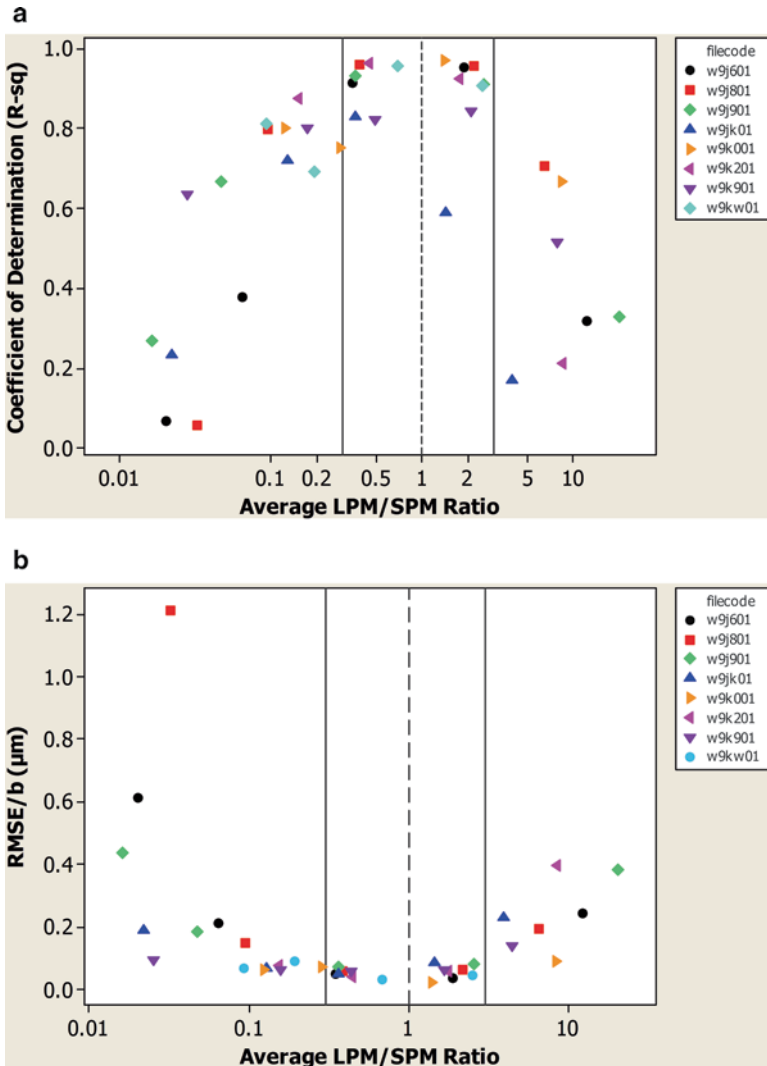 a
Coefficient of Determination (R-sq)
1.0
0.8
0.6
0.4
0.2
0.0
0.01
0.1
0.2
0.5
1
2
5
10
Average LPM/SPM Ratio
filecode
w9j601
w9j801
w9j901
w9jk01
w9k001
w9k201
w9k901
w9kw01
b
RMSE/b (μm)
1.2
1.0
0.8
0.6
0.4
0.2
0.0
0.01
0.1
1
10
Average LPM/SPM Ratio
filecode
w9j601
w9j801
w9j901
w9jk01
w9k001
w9k201
w9k901
w9kw01